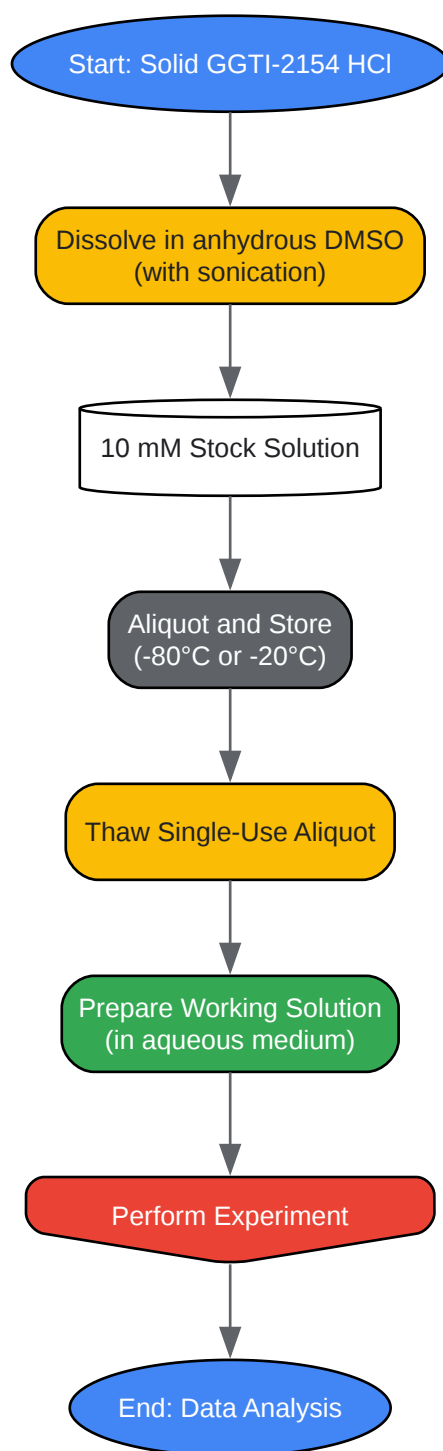 Start: Solid GGTI-2154 HCl
Dissolve in anhydrous DMSO
(with sonication)
10 mM Stock Solution
Aliquot and Store
(-80°C or -20°C)
Thaw Single-Use Aliquot
Prepare Working Solution
(in aqueous medium)
Perform Experiment
End: Data Analysis